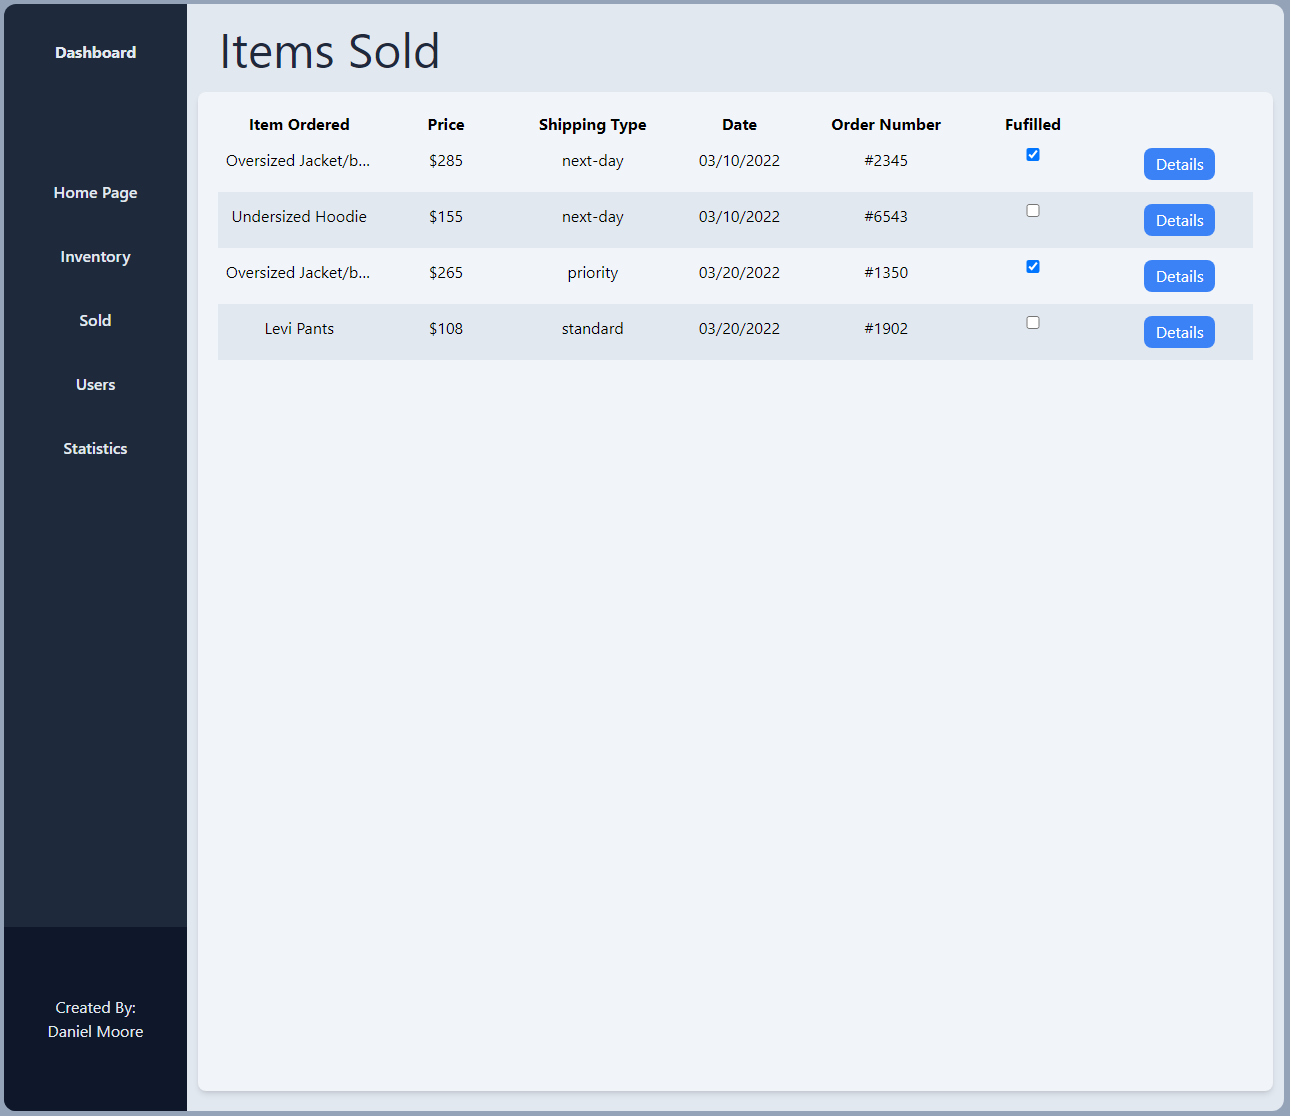 Dashboard
Home Page
Inventory
Sold
Users
Statistics
Created By:
Daniel Moore
Items Sold
Item Ordered Price Shipping Type Date Order Number Fufilled
Oversized Jacket/b... $285 next-day 03/10/2022 #2345 Details
Undersized Hoodie $155 next-day 03/10/2022 #6543 Details
Oversized Jacket/b... $265 priority 03/20/2022 #1350 Details
Levi Pants $108 standard 03/20/2022 #1902 Details